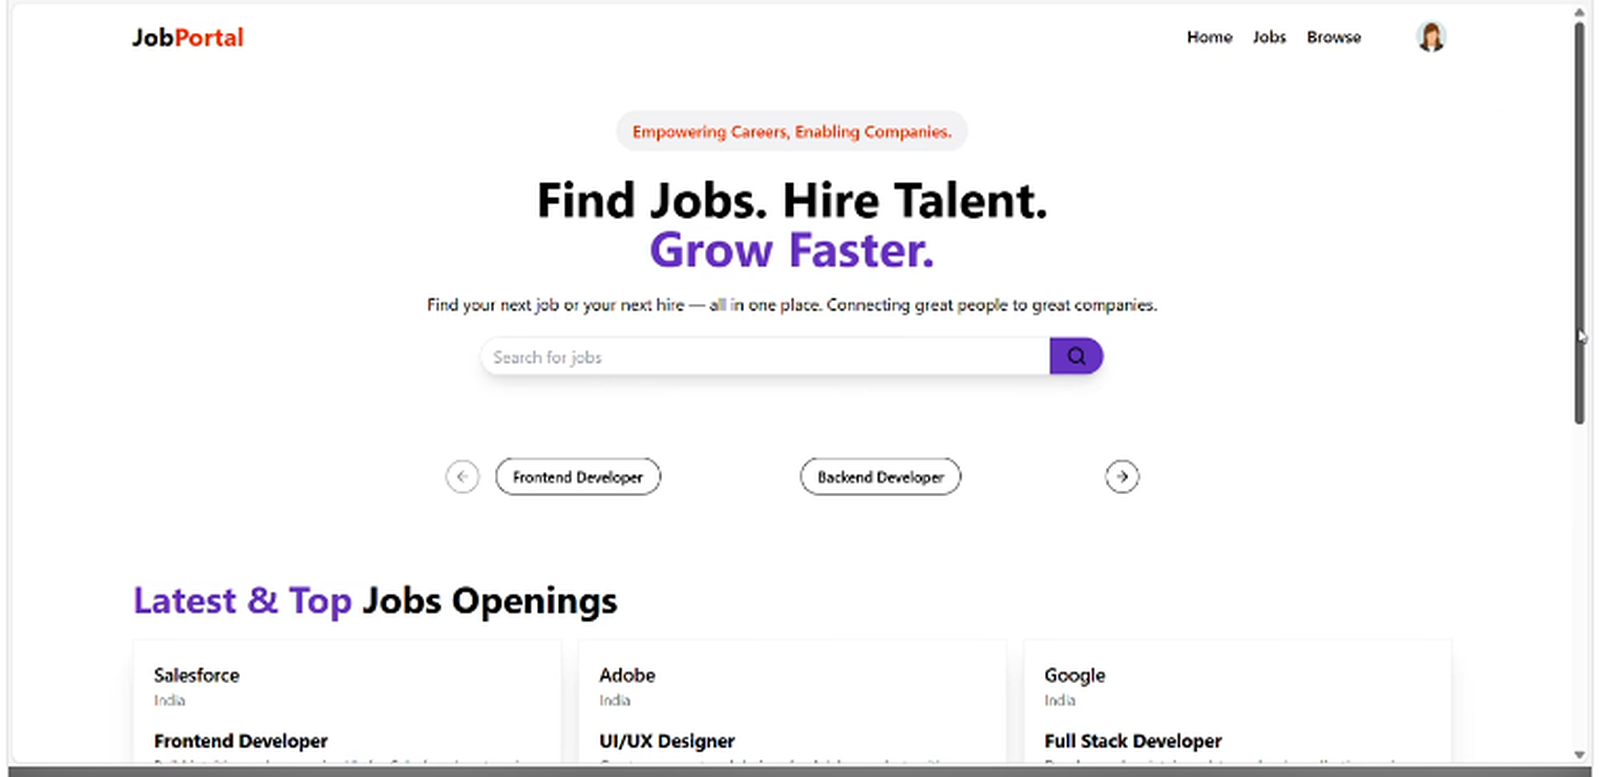 JobPortal
Home Jobs Browse
Empowering Careers, Enabling Companies.
Find Jobs. Hire Talent.
Grow Faster.
Find your next job or your next hire — all in one place. Connecting great people to great companies.
Search for jobs
Frontend Developer Backend Developer
Latest & Top Jobs Openings
Salesforce
India
Frontend Developer
Adobe
India
UI/UX Designer
Google
India
Full Stack Developer